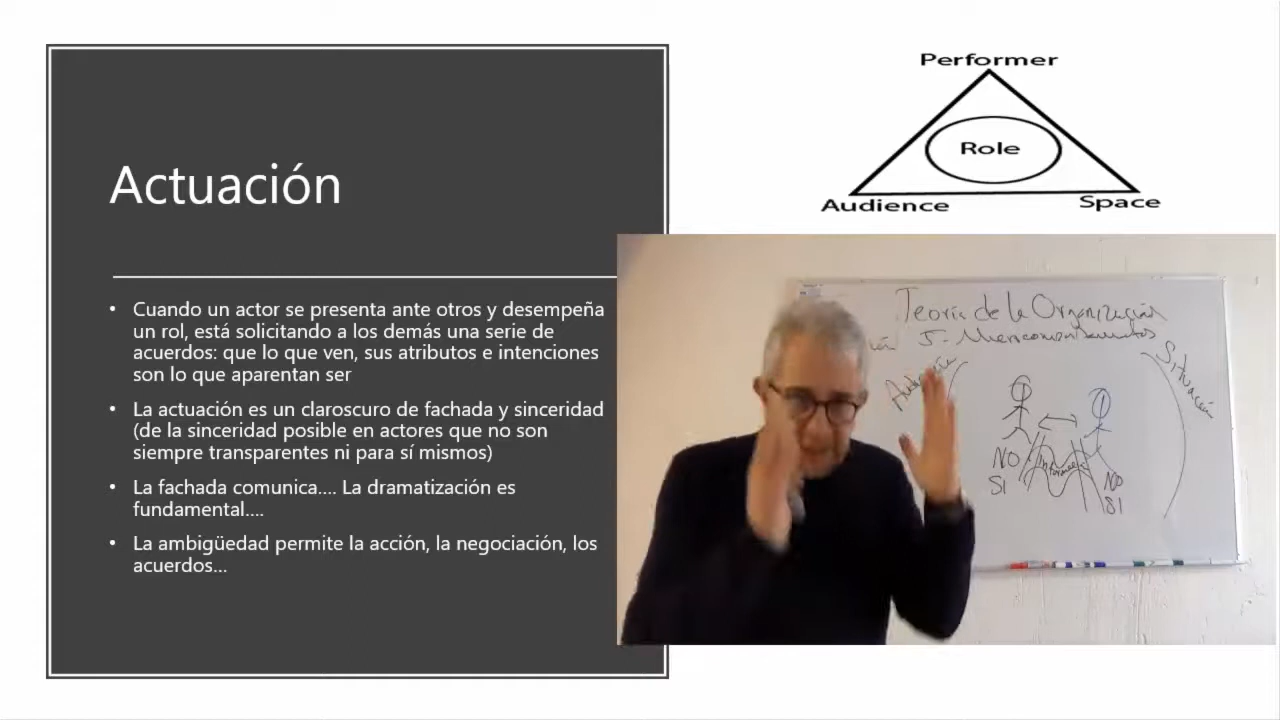 Actuación
• Cuando un actor se presenta ante otros y desempeña
un rol, está solicitando a los demás una serie de
acuerdos: que lo que ven, sus atributos e intenciones
son lo que aparentan ser
• La actuación es un claroscuro de fachada y sinceridad
(de la sinceridad posible en actores que no son
siempre transparentes ni para sí mismos)
• La fachada comunica.... La dramatización es
fundamental....
• La ambigüedad permite la acción, la negociación, los
acuerdos...
Performer
Role
Audience
Space
Teoría de la Organización
Situación
NO
SI
NO
SI